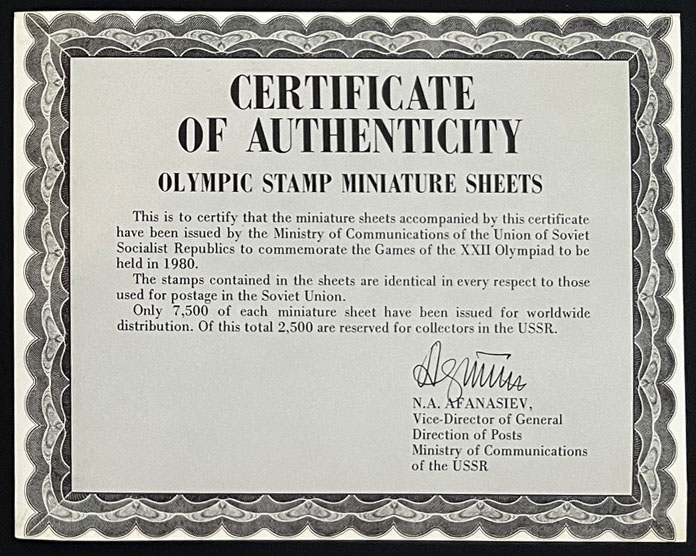 CERTIFICATE
OF AUTHENTICITY
OLYMPIC STAMP MINIATURE SHEETS
This is to certify that the miniature sheets accompanied by this certificate
have been issued by the Ministry of Communications of the Union of Soviet
Socialist Republics to commemorate the Games of the XXII Olympiad to be
held in 1980.
The stamps contained in the sheets are identical in every respect to those
used for postage in the Soviet Union.
Only 7,500 of each miniature sheet have been issued for worldwide
distribution. Of this total 2,500 are reserved for collectors in the USSR.
N.A. AFANASIEV,
Vice-Director of General
Direction of Posts
Ministry of Communications
of the USSR